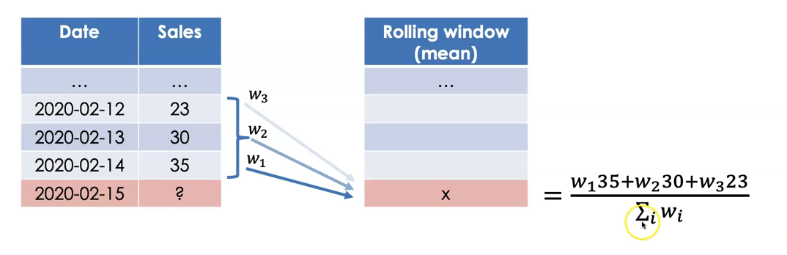 Date Sales
... ...
2020-02-12 23
2020-02-13 30
2020-02-14 35
2020-02-15 ?
w₃
w₂
w₁
Rolling window
(mean)
...
x
= w₁35+w₂30+w₃23
∑ᵢ wᵢ